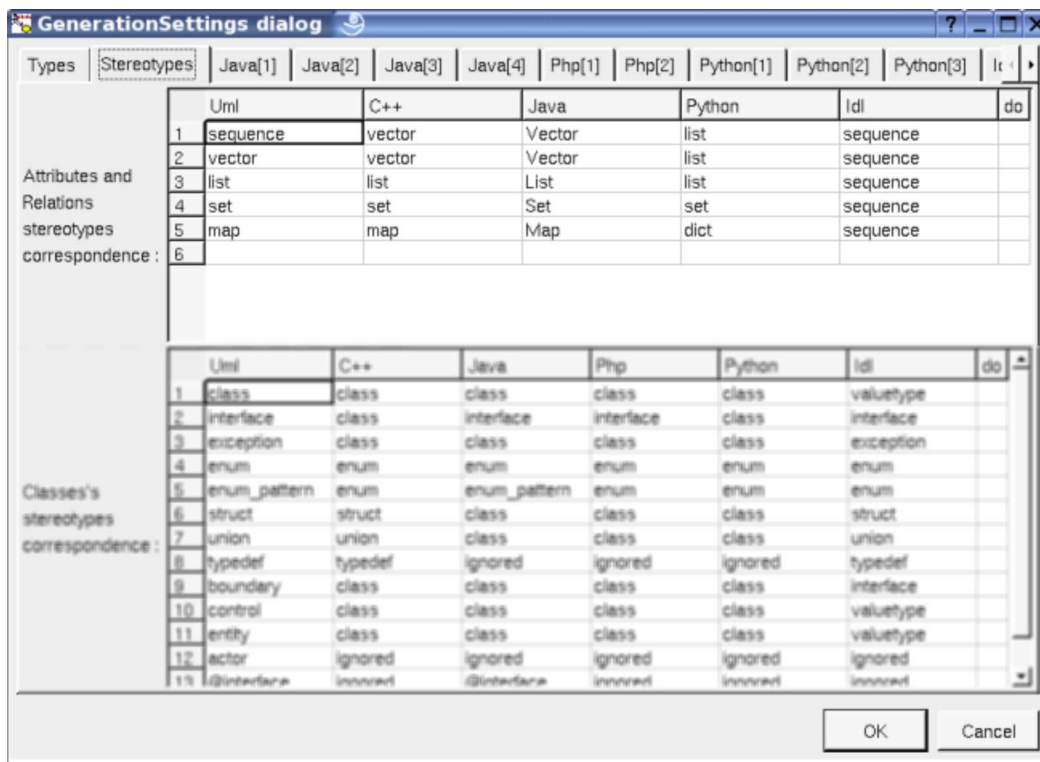 GenerationSettings dialog
Types Stereotypes Java[1] Java[2] Java[3] Java[4] Php[1] Php[2] Python[1] Python[2] Python[3]
Uml C++ Java Python Idl do
1 sequence vector Vector list sequence
2 vector vector Vector list sequence
3 list list List list sequence
4 set set Set set sequence
5 map map Map dict sequence
6
Attributes and
Relations
stereotypes
correspondence :
Uml C++ Java Php Python Idl do
1 class class class class class valuetype
2 interface class interface interface class interface
3 exception class class class class exception
4 enum enum enum enum enum enum
5 enum_pattern enum enum_pattern enum enum enum
6 struct struct class class class struct
7 union union class class class union
8 typedef typedef ignored ignored ignored typedef
9 boundary class class class class interface
10 control class class class class valuetype
11 entity class class class class valuetype
12 actor ignored ignored ignored ignored ignored
13 @interface ignored @interface ignored ignored ignored
Classes's
stereotypes
correspondence :
OK Cancel